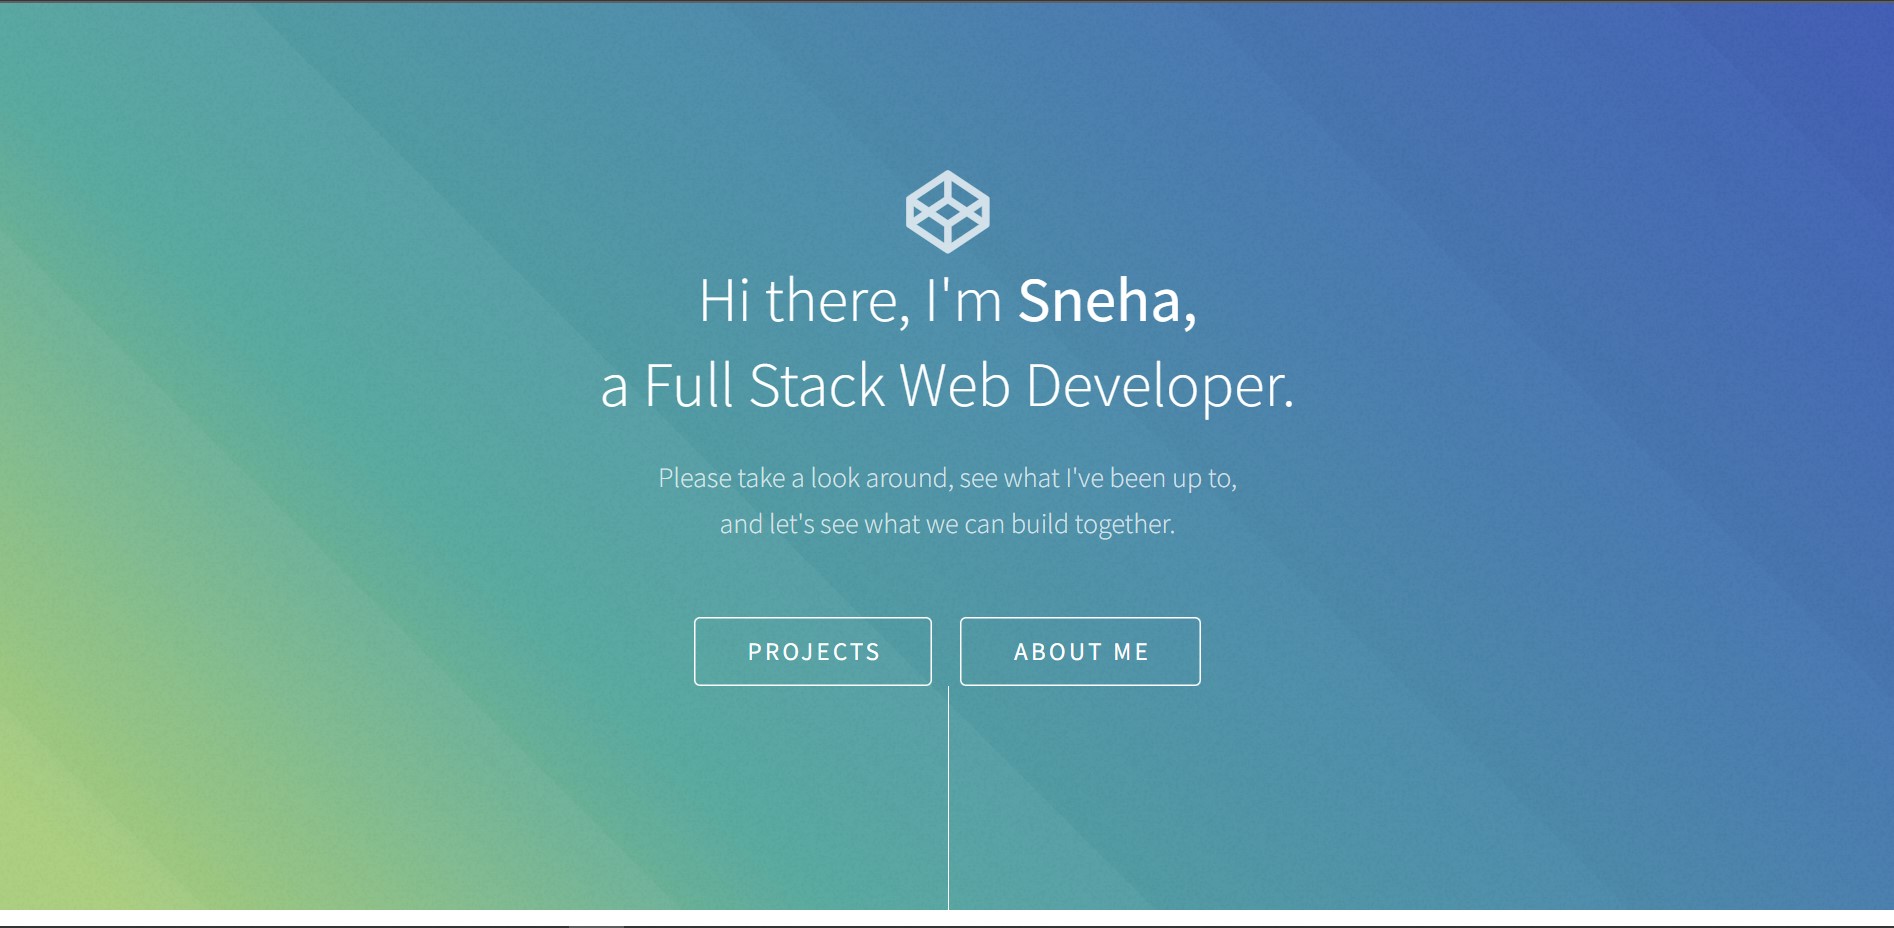 Hi there, I'm Sneha,
a Full Stack Web Developer.
Please take a look around, see what I've been up to,
and let's see what we can build together.
PROJECTS
ABOUT ME